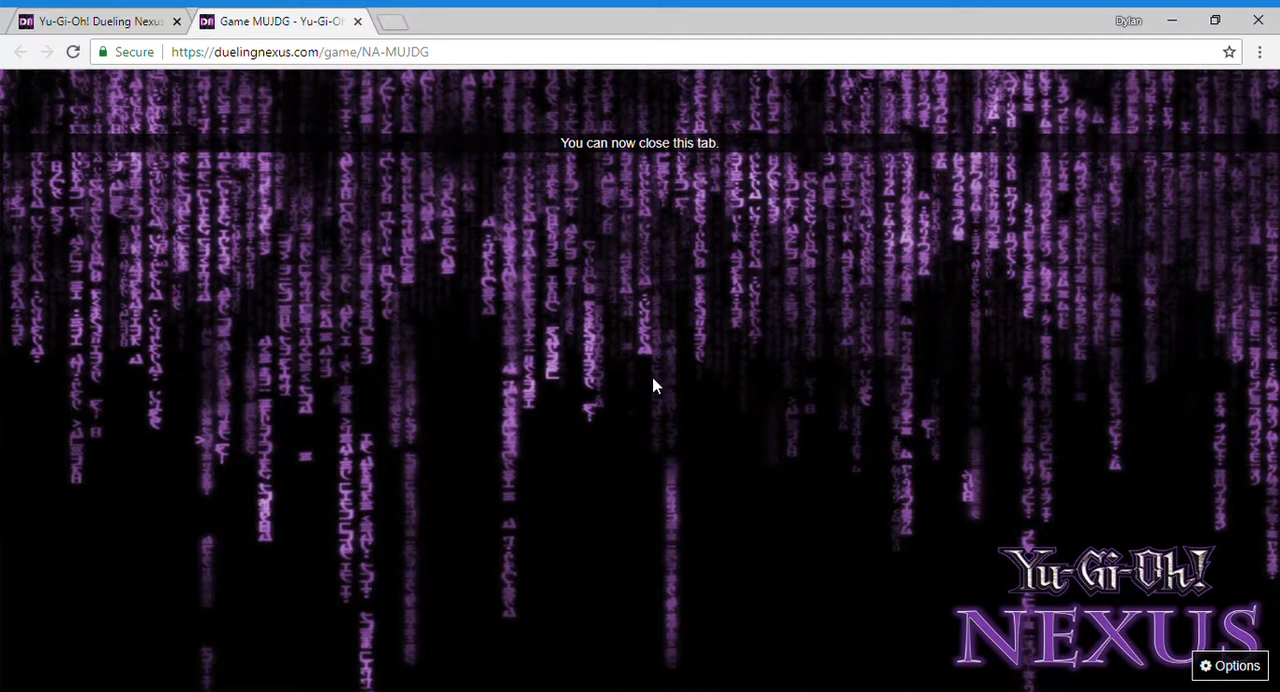 Yu-Gi-Oh! Dueling Nexus
Game MUJDG - Yu-Gi-Oh
Dylan
Secure
https://duelingnexus.com/game/NA-MUJDG
You can now close this tab.
Yu-Gi-Oh!
NEXUS
Options